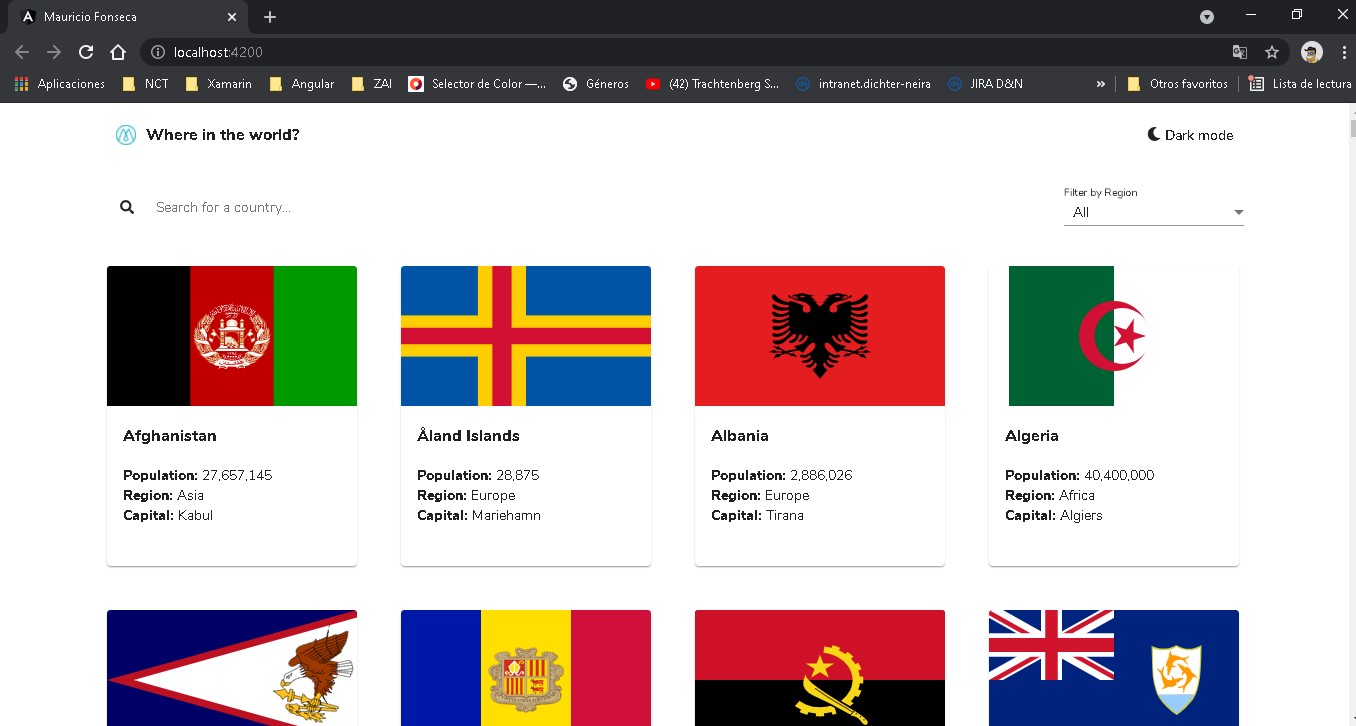 Mauricio Fonseca
localhost:4200
Aplicaciones NCT Xamarin Angular ZAI Selector de Color —... Géneros (42) Trachtenberg S... intranet.dichter-neira JIRA D&N » Otros favoritos Lista de lectura
Where in the world? Dark mode
Search for a country...
Filter by Region
All
Afghanistan
Population: 27,657,145
Region: Asia
Capital: Kabul
Åland Islands
Population: 28,875
Region: Europe
Capital: Mariehamn
Albania
Population: 2,886,026
Region: Europe
Capital: Tirana
Algeria
Population: 40,400,000
Region: Africa
Capital: Algiers